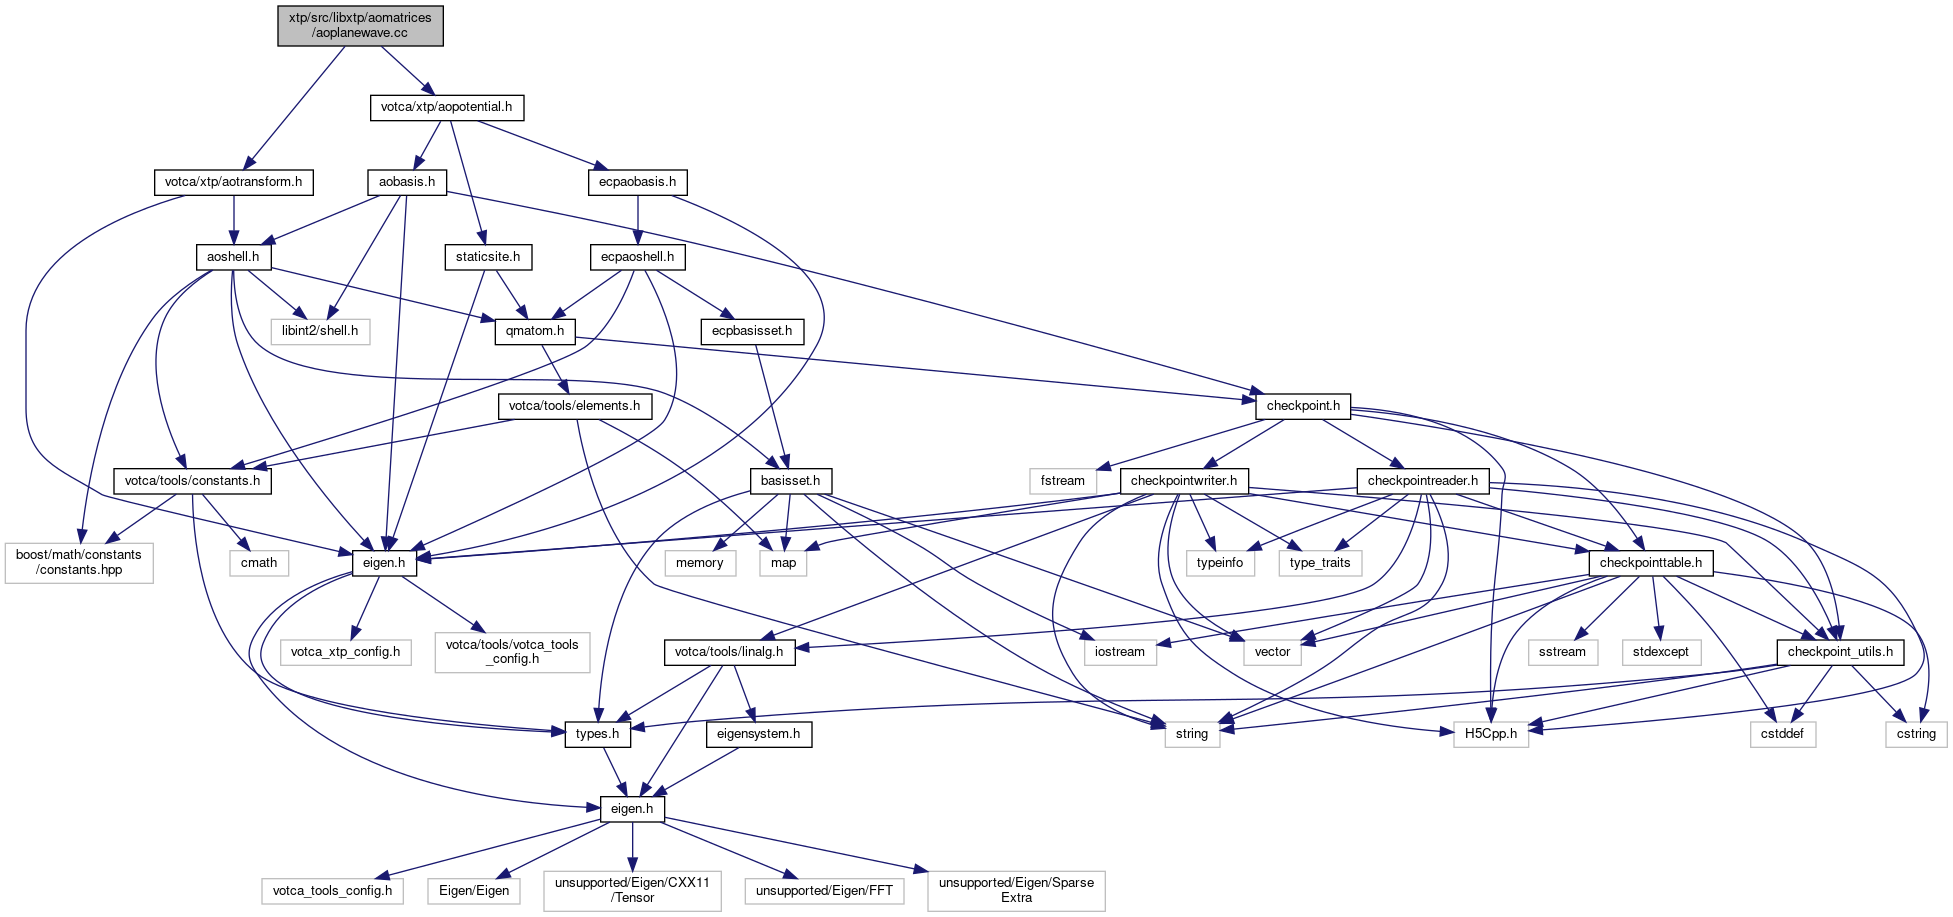 xtp/src/libxtp/aomatrices
/aoplanewave.cc
votca/xtp/aopotential.h
votca/xtp/aotransform.h
aobasis.h
ecpaobasis.h
aoshell.h
staticsite.h
ecpaoshell.h
libint2/shell.h
qmatom.h
ecpbasisset.h
votca/tools/elements.h
checkpoint.h
votca/tools/constants.h
basisset.h
fstream
checkpointwriter.h
checkpointreader.h
boost/math/constants
/constants.hpp
cmath
eigen.h
memory
map
typeinfo
type_traits
checkpointtable.h
votca_xtp_config.h
votca/tools/votca_tools
_config.h
votca/tools/linalg.h
iostream
vector
sstream
stdexcept
checkpoint_utils.h
types.h
eigensystem.h
string
H5Cpp.h
cstddef
cstring
eigen.h
votca_tools_config.h
Eigen/Eigen
unsupported/Eigen/CXX11
/Tensor
unsupported/Eigen/FFT
unsupported/Eigen/Sparse
Extra